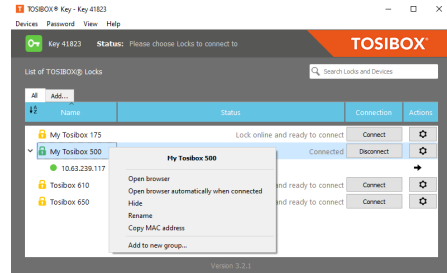 TOSIBOX® Key - Key 41823
Devices Password View Help
Key 41823 Status: Please choose Locks to connect to
TOSIBOX®
List of TOSIBOX® Locks
Search Locks and Devices
All Add...
Name Status Connection Actions
My Tosibox 175 Lock online and ready to connect Connect
My Tosibox 500 Connected Disconnect
My Tosibox 500
10.63.239.117
Open browser
Tosibox 610 and ready to connect Connect
Open browser automatically when connected
Hide
Tosibox 650 and ready to connect Connect
Rename
Copy MAC address
Add to new group...
Version 3.2.1